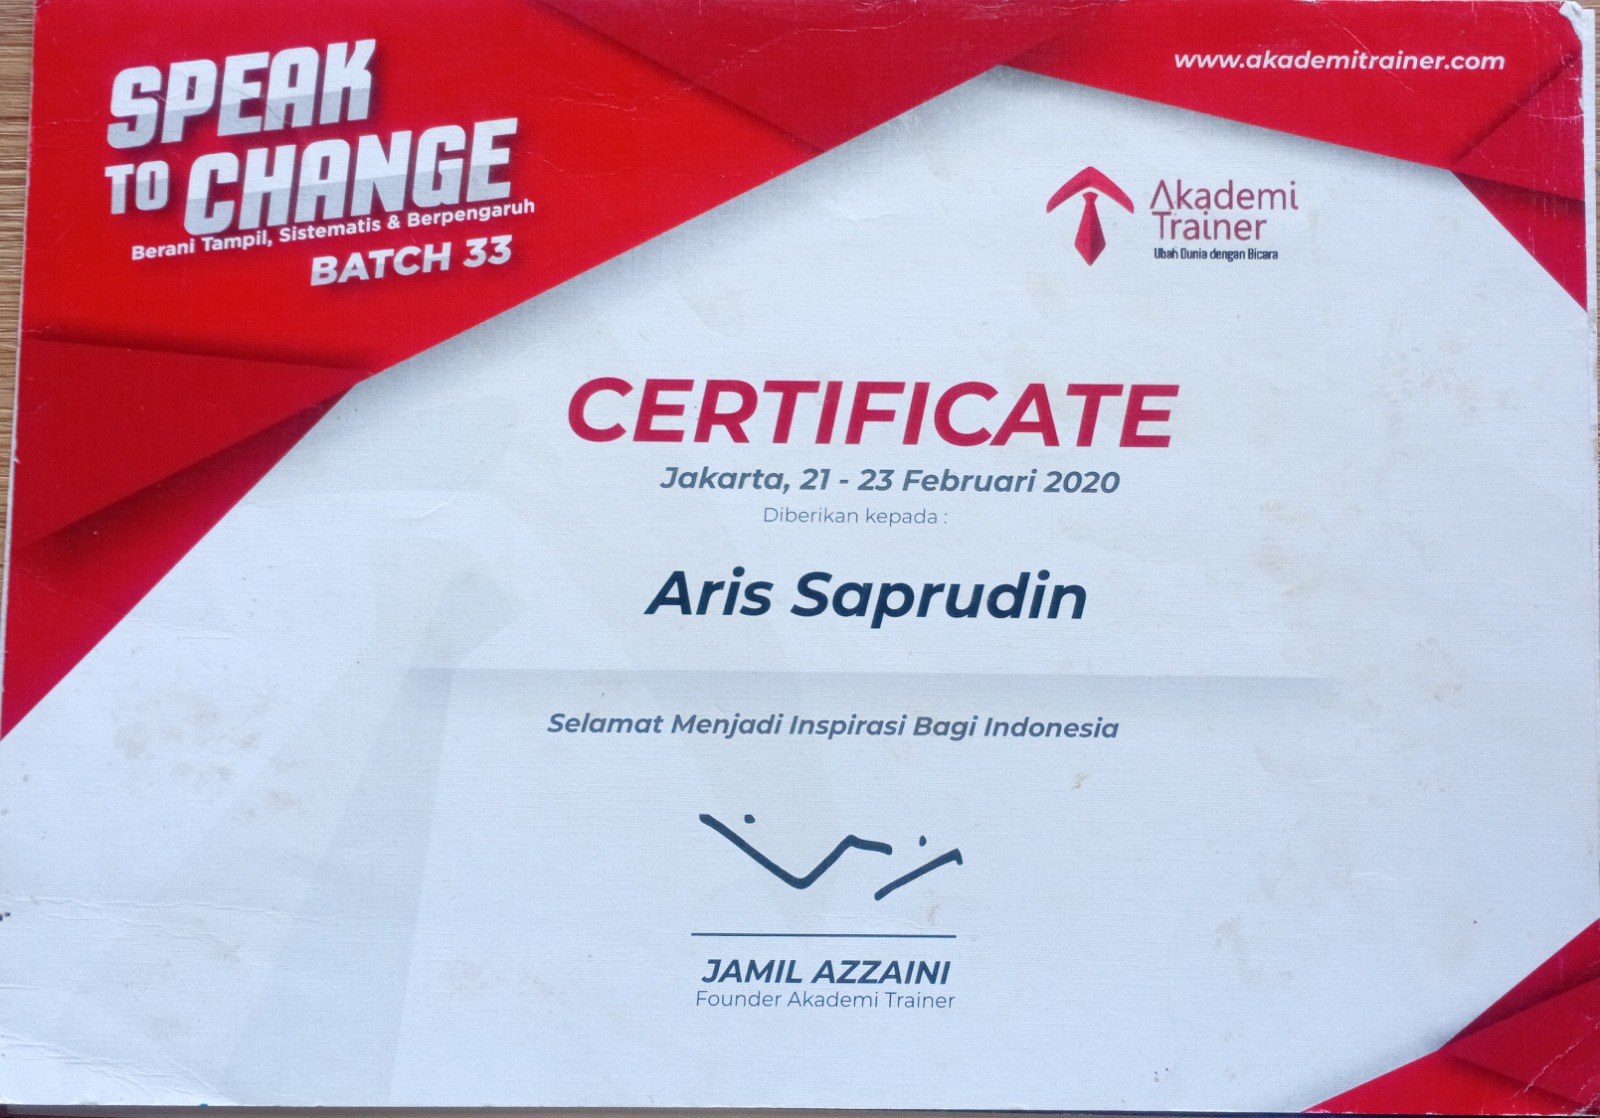 SPEAK
TO CHANGE
Berani Tampil, Sistematis & Berpengaruh
BATCH 33
www.akademitrainer.com
Akademi
Trainer
Ubah Dunia dengan Bicara
CERTIFICATE
Jakarta, 21 - 23 Februari 2020
Diberikan kepada :
Aris Saprudin
Selamat Menjadi Inspirasi Bagi Indonesia
JAMIL AZZAINI
Founder Akademi Trainer